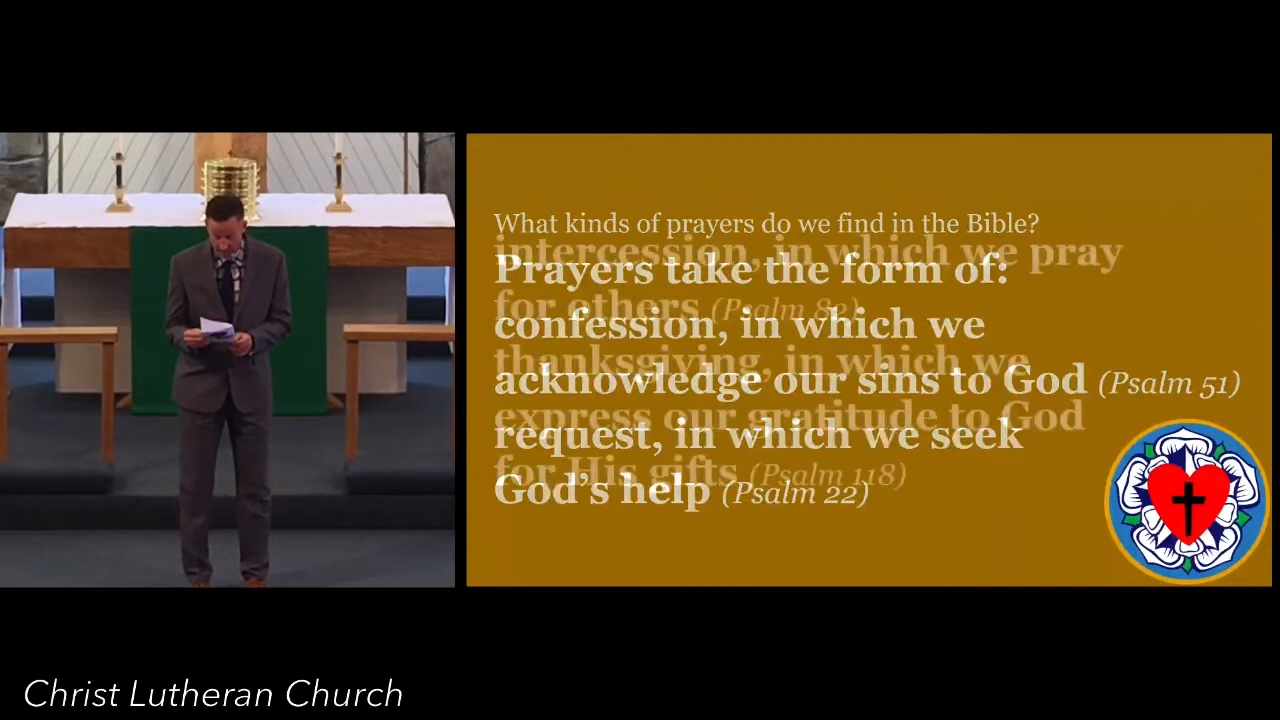 What kinds of prayers do we find in the Bible?
intercession, in which we pray
Prayers take the form of:
for others (Psalm 82)
confession, in which we
thanksgiving, in which we
acknowledge our sins to God (Psalm 51)
express our gratitude to God
request, in which we seek
for His gifts (Psalm 118)
God's help (Psalm 22)
Christ Lutheran Church